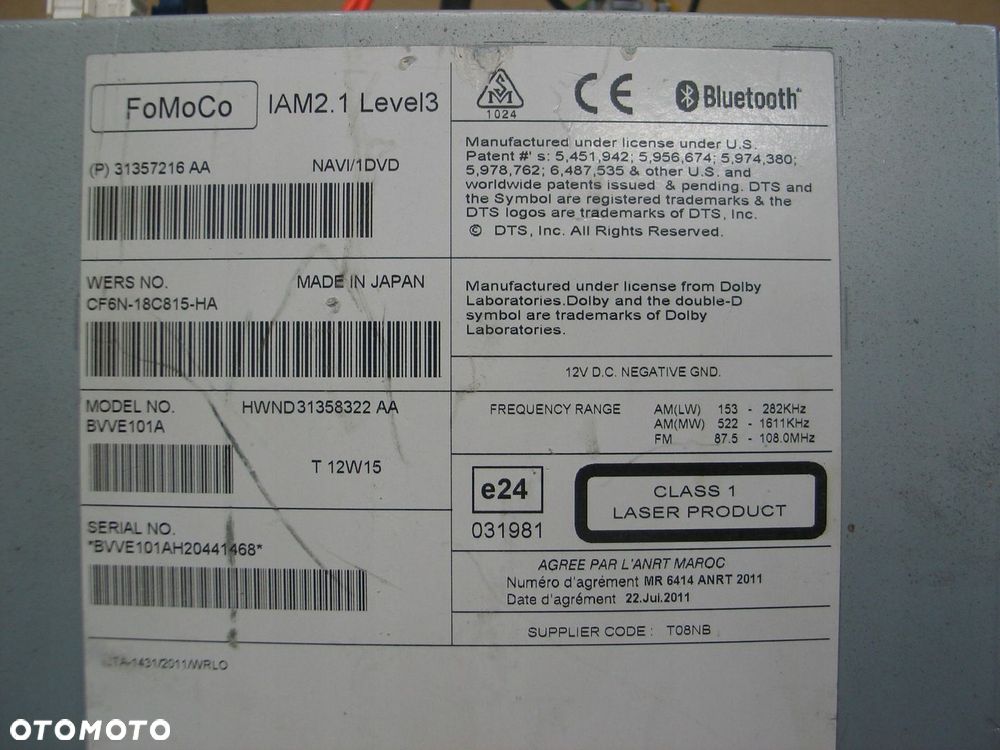 FoMoCo IAM2.1 Level3
(P) 31357216 AA NAVI/1DVD
WERS NO. MADE IN JAPAN
CF6N-18C815-HA
MODEL NO. HWND31358322 AA
BVVE101A
T 12W15
SERIAL NO.
*BVVE101AH20441468*
/2011/WRLO
S
M
1024
CE
Bluetooth
Manufactured under license under U.S.
Patent #' s: 5,451,942; 5,956,674; 5,974,380;
5,978,762; 6,487,535 & other U.S. and
worldwide patents issued & pending. DTS and
the Symbol are registered trademarks & the
DTS logos are trademarks of DTS, Inc.
© DTS, Inc. All Rights Reserved.
Manufactured under license from Dolby
Laboratories.Dolby and the double-D
symbol are trademarks of Dolby
Laboratories.
12V D.C. NEGATIVE GND.
FREQUENCY RANGE AM(LW) 153 - 282KHz
AM(MW) 522 - 1611KHz
FM 87.5 - 108.0MHz
e24
031981
CLASS 1
LASER PRODUCT
AGREE PAR L'ANRT MAROC
Numéro d'agrément MR 6414 ANRT 2011
Date d'agrément 22.Jul.2011
SUPPLIER CODE : T08NB
OTOMOTO